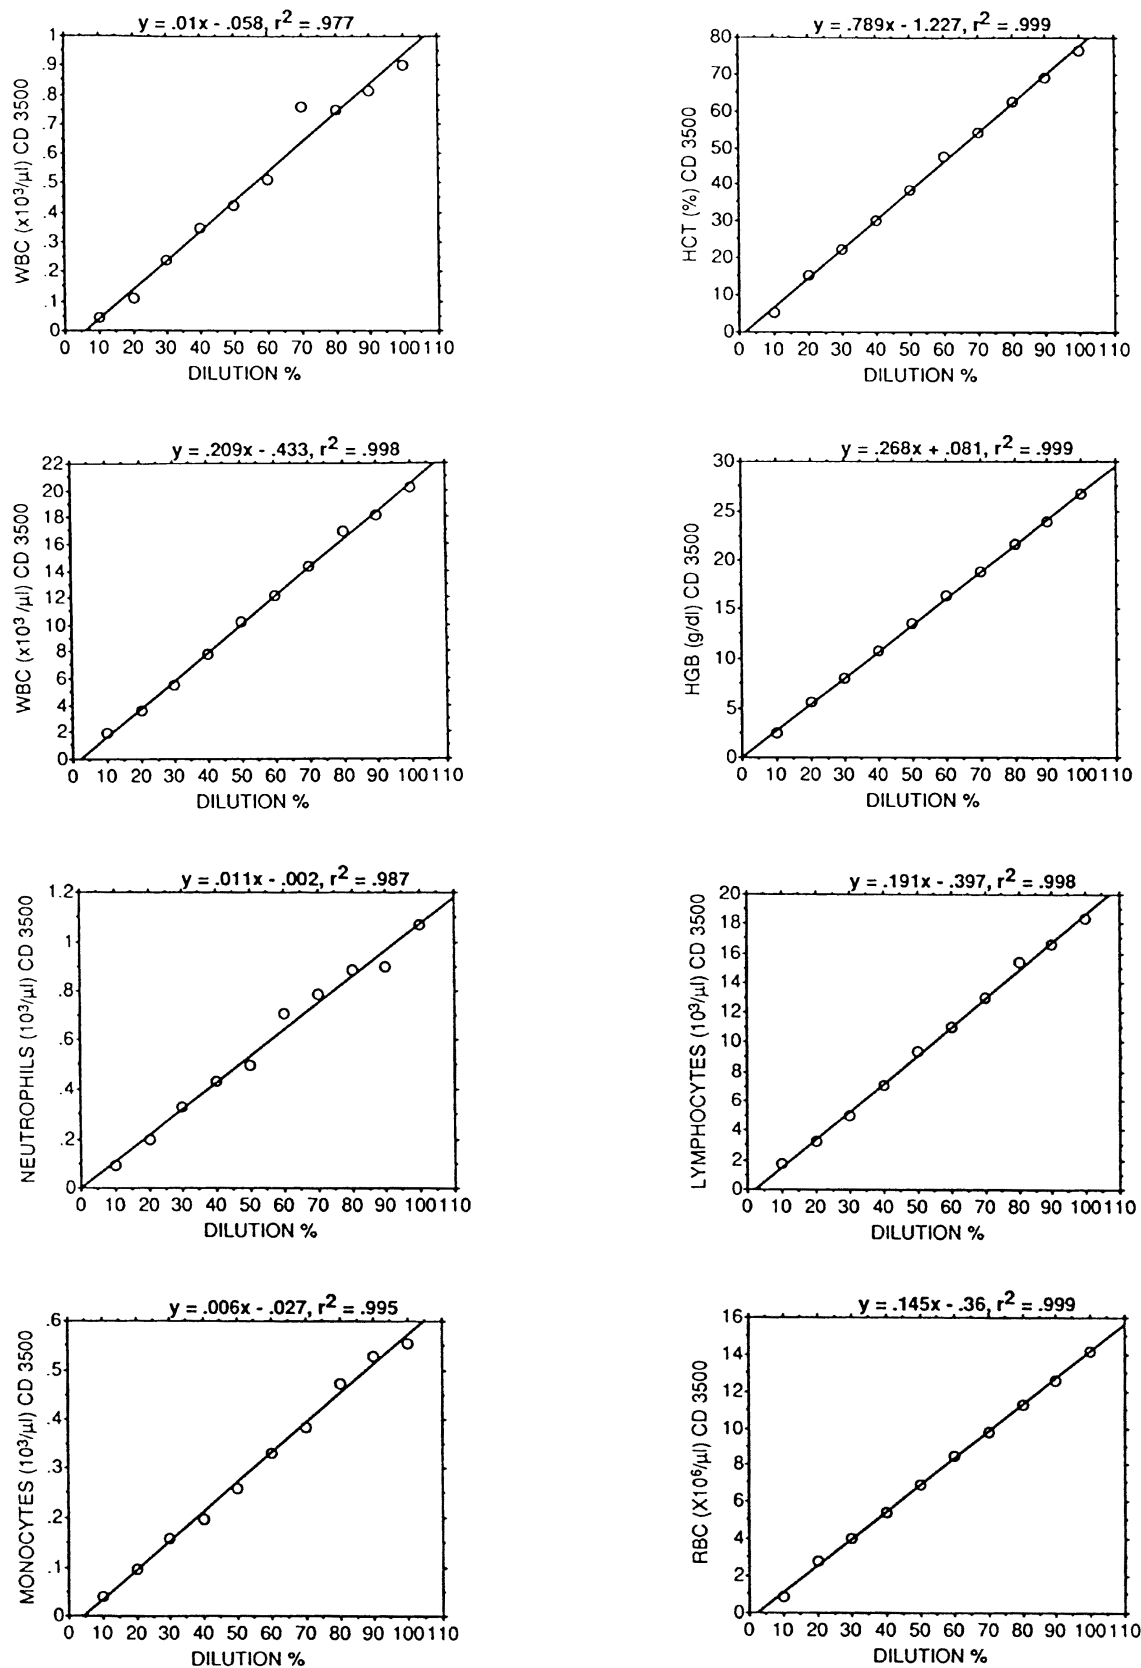 y = .01x - .058, r2 = .977
WBC (x103/µl) CD 3500
1
.9
.8
.7
.6
.5
.4
.3
.2
.1
0
0 10 20 30 40 50 60 70 80 90 100 110
DILUTION %
y = .789x - 1.227, r2 = .999
HCT (%) CD 3500
80
70
60
50
40
30
20
10
0
0 10 20 30 40 50 60 70 80 90 100 110
DILUTION %
y = .209x - .433, r2 = .998
WBC (x103 /µl) CD 3500
22
20
18
16
14
12
10
8
6
4
2
0
0 10 20 30 40 50 60 70 80 90 100 110
DILUTION %
y = .268x + .081, r2 = .999
HGB (g/dl) CD 3500
30
25
20
15
10
5
0
0 10 20 30 40 50 60 70 80 90 100 110
DILUTION %
y = .011x - .002, r2 = .987
NEUTROPHILS (103/µl) CD 3500
1.2
1
.8
.6
.4
.2
0
0 10 20 30 40 50 60 70 80 90 100 110
DILUTION %
y = .191x - .397, r2 = .998
LYMPHOCYTES (103/µl) CD 3500
20
18
16
14
12
10
8
6
4
2
0
0 10 20 30 40 50 60 70 80 90 100 110
DILUTION %
y = .006x - .027, r2 = .995
MONOCYTES (103/µl) CD 3500
.6
.5
.4
.3
.2
.1
0
0 10 20 30 40 50 60 70 80 90 100 110
DILUTION %
y = .145x - .36, r2 = .999
RBC (X106/µl) CD 3500
16
14
12
10
8
6
4
2
0
0 10 20 30 40 50 60 70 80 90 100 110
DILUTION %